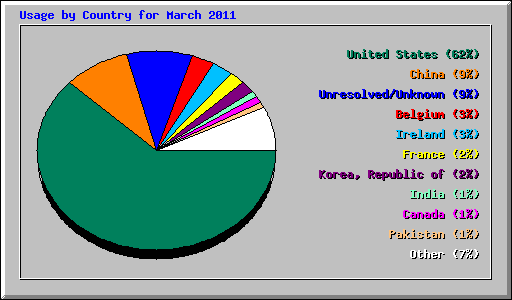 Usage by Country for March 2011
United States (62%)
China (9%)
Unresolved/Unknown (9%)
Belgium (3%)
Ireland (3%)
France (2%)
Korea, Republic of (2%)
India (1%)
Canada (1%)
Pakistan (1%)
Other (7%)